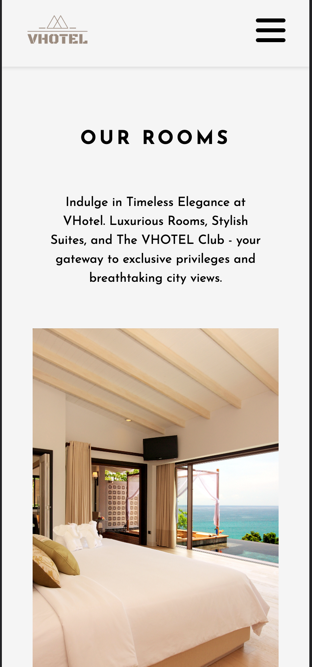 VHOTEL
OUR ROOMS
Indulge in Timeless Elegance at
VHotel. Luxurious Rooms, Stylish
Suites, and The VHOTEL Club - your
gateway to exclusive privileges and
breathtaking city views.